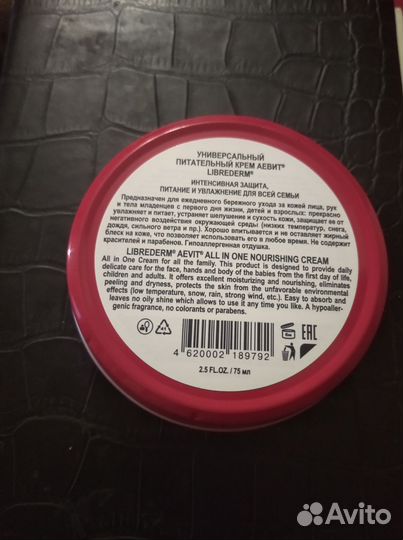 УНИВЕРСАЛЬНЫЙ
ПИТАТЕЛЬНЫЙ КРЕМ АЕВИТ®
LIBREDERM®
ИНТЕНСИВНАЯ ЗАЩИТА,
ПИТАНИЕ И УВЛАЖНЕНИЕ ДЛЯ ВСЕЙ СЕМЬИ
Предназначен для ежедневного бережного ухода за кожей лица, рук
и тела младенцев с первого дня жизни, детей и взрослых: прекрасно
увлажняет и питает, устраняет шелушение и сухость кожи, защищает ее от
негативного воздействия окружающей среды (низких температур, снега,
дождя, сильного ветра и пр.). Хорошо впитывается и не оставляет жирный
блеск на коже, что позволяет использовать его в любое время. Не содержит
красителей и парабенов. Гипоаллергенная отдушка.
LIBREDERM® AEVIT® ALL IN ONE NOURISHING CREAM
All in One Cream for all the family. This product is designed to provide daily
delicate care for the face, hands and body of the babies from the first day of life,
children and adults. It offers excellent moisturizing and nourishing, eliminates
peeling and dryness, protects the skin from the unfavorable environmental
effects (low temperature, snow, rain, strong wind, etc.). Easy to absorb and
leaves no oily shine which allows to use it at any time. A hypoaller-
genic fragrance, no colorants or parabens.
4 620002 189792
EAC
2.5 FL.OZ. / 75 мл
Avito